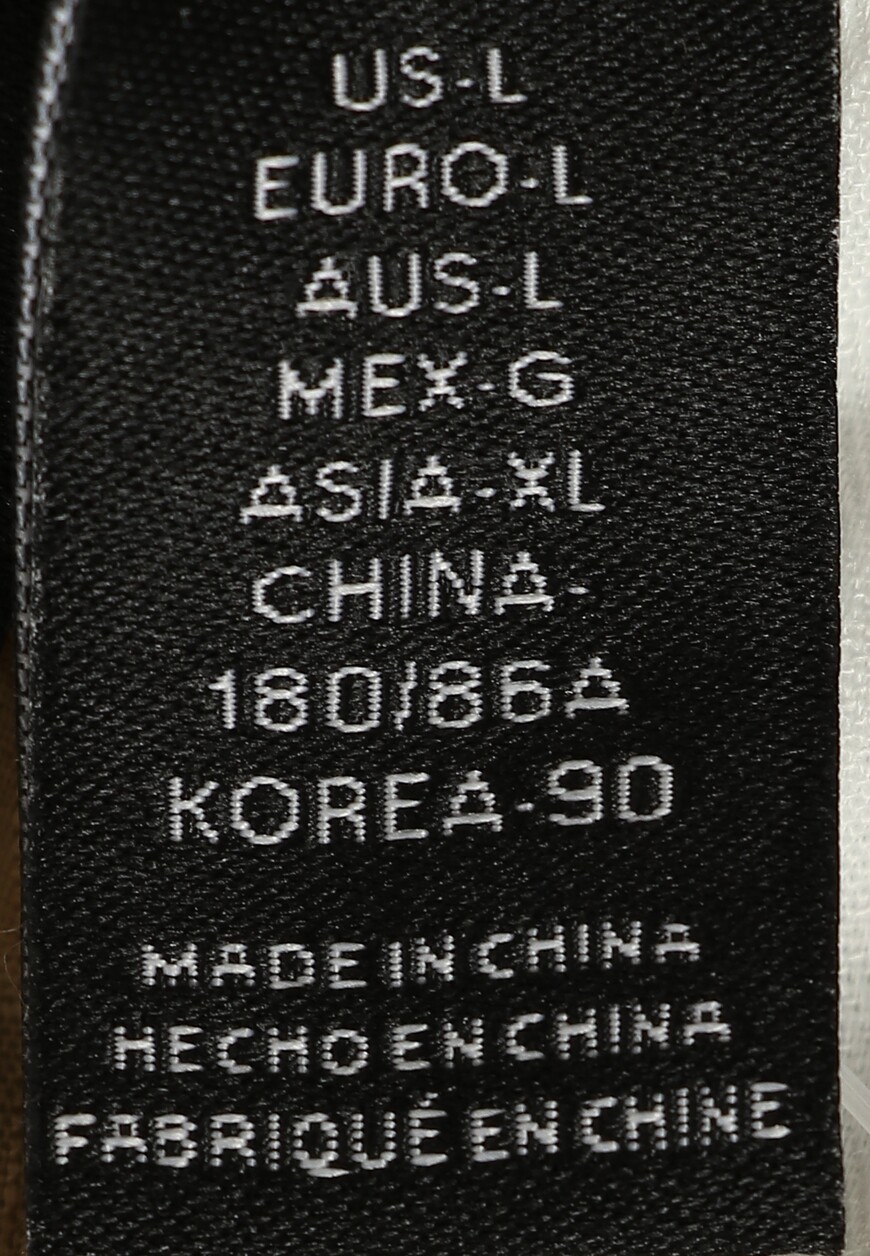 US-L
EURO-L
AUS-L
MEX-G
ASIA-XL
CHINA-
180/86A
KOREA-90
MADE IN CHINA
HECHO EN CHINA
FABRIQUÉ EN CHINE